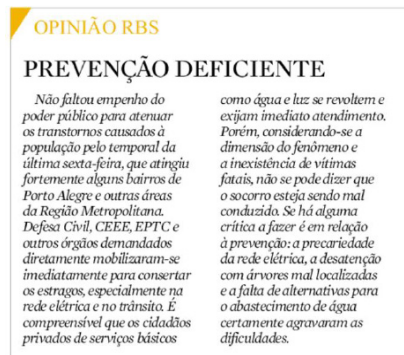 OPINIÃO RBS
PREVENÇÃO DEFICIENTE
Não faltou empenho do
poder público para atenuar
os transtornos causados à
população pelo temporal da
última sexta-feira, que atingiu
fortemente alguns bairros de
Porto Alegre e outras áreas
da Região Metropolitana.
Defesa Civil, CEEE, EPTC e
outros órgãos demandados
diretamente mobilizaram-se
imediatamente para consertar
os estragos, especialmente na
rede elétrica e no trânsito. É
compreensível que os cidadãos
privados de serviços básicos
como água e luz se revoltem e
exijam imediato atendimento.
Porém, considerando-se a
dimensão do fenômeno e
a inexistência de vítimas
fatais, não se pode dizer que
o socorro esteja sendo mal
conduzido. Se há alguma
crítica a fazer é em relação
à prevenção: a precariedade
da rede elétrica, a desatenção
com árvores mal localizadas
e a falta de alternativas para
o abastecimento de água
certamente agravaram as
dificuldades.